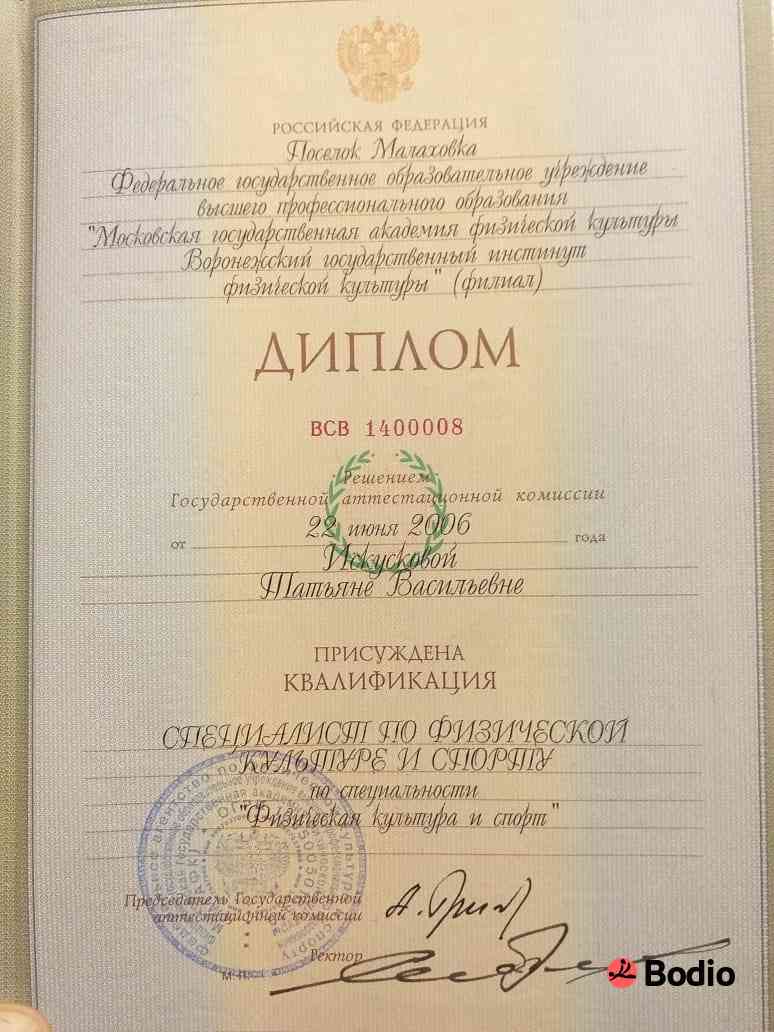 РОССИЙСКАЯ ФЕДЕРАЦИЯ
Поселок Малаховка
Федеральное государственное образовательное учреждение
высшего профессионального образования
"Московская государственная академия физической культуры
Воронежский государственный институт
физической культуры" (филиал)
ДИПЛОМ
ВСВ 1400008
Решением
Государственной аттестационной комиссии
от 22 июня 2006 года
Искусковой
Татьяне Васильевне
ПРИСУЖДЕНА
КВАЛИФИКАЦИЯ
СПЕЦИАЛИСТ ПО ФИЗИЧЕСКОЙ
КУЛЬТУРЕ И СПОРТУ
по специальности
"Физическая культура и спорт"
Председатель Государственной
аттестационной комиссии
Ректор
М.П.
Bodio